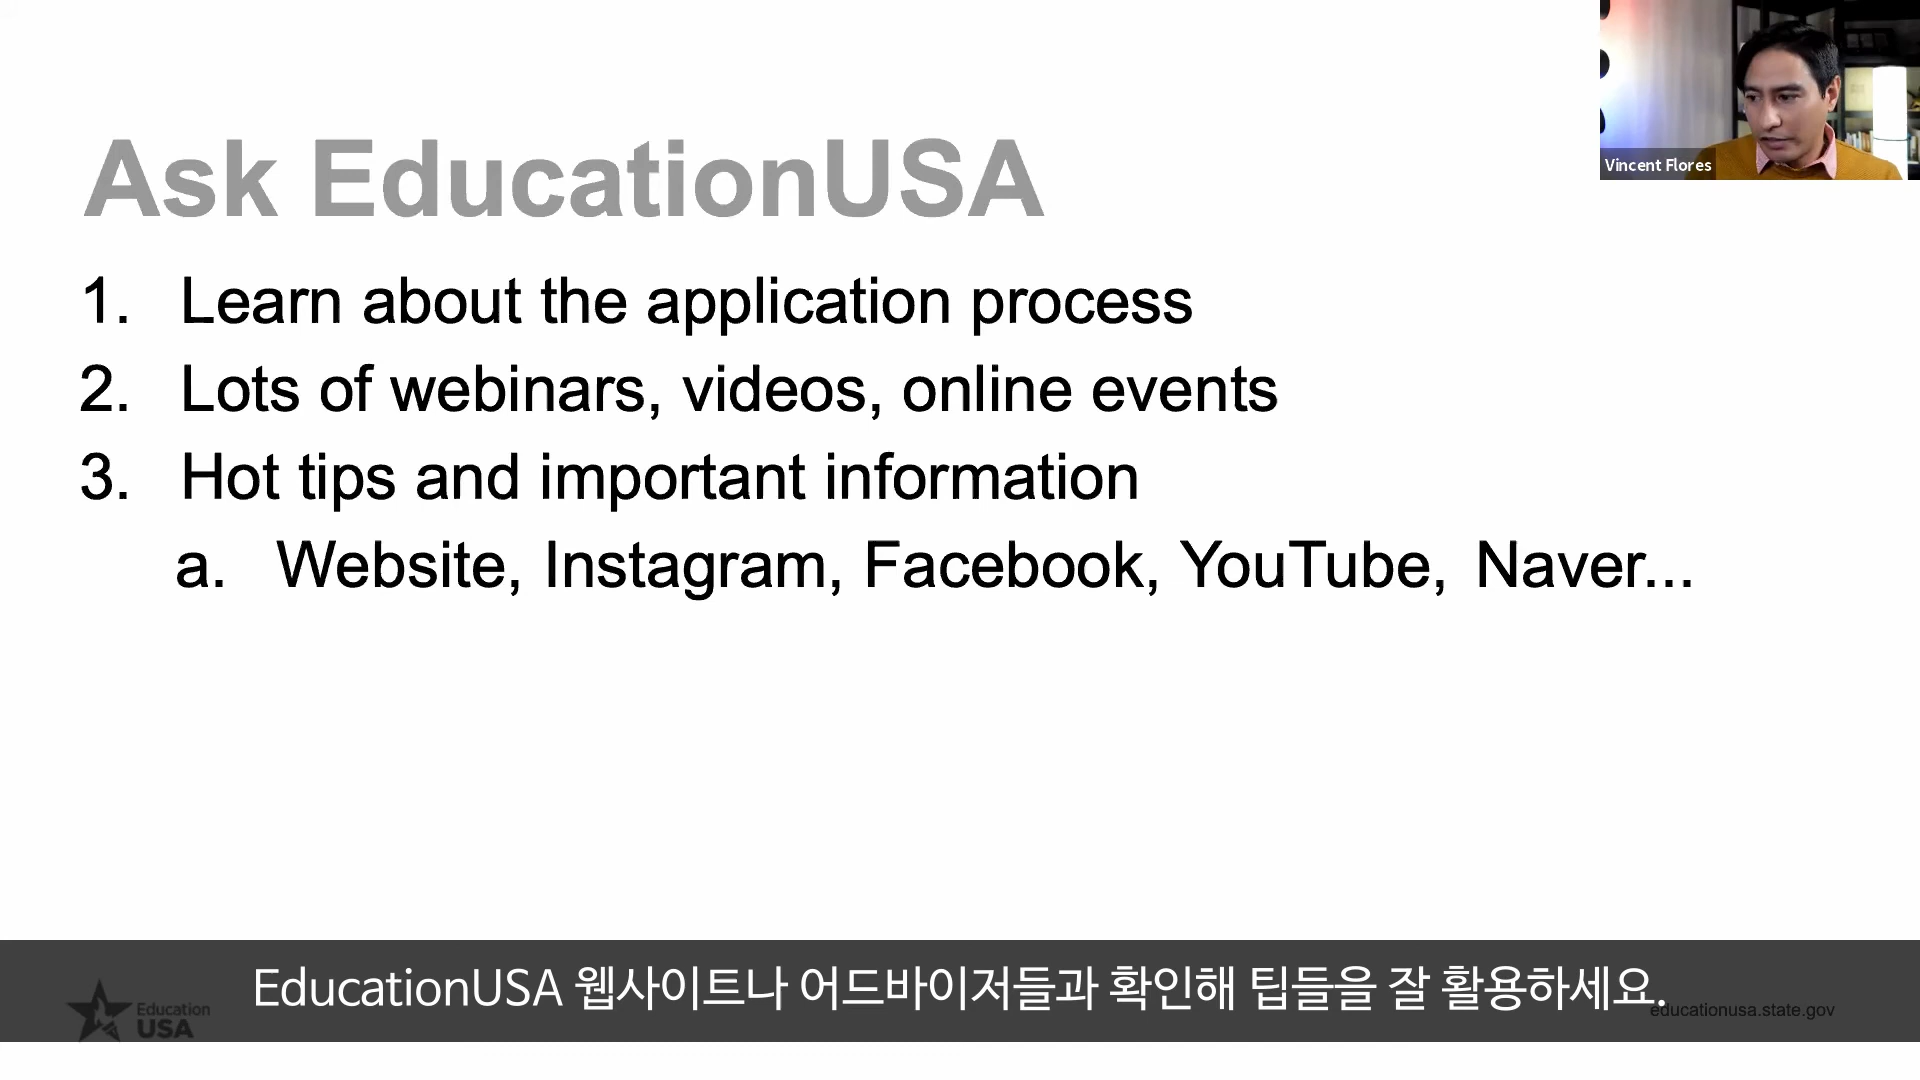 Ask EducationUSA
Vincent Flores
1. Learn about the application process
2. Lots of webinars, videos, online events
3. Hot tips and important information
a. Website, Instagram, Facebook, YouTube, Naver...
EducationUSA 웹사이트나 어드바이저들과 확인해 팁들을 잘 활용하세요.
Education
USA
educationusa.state.gov